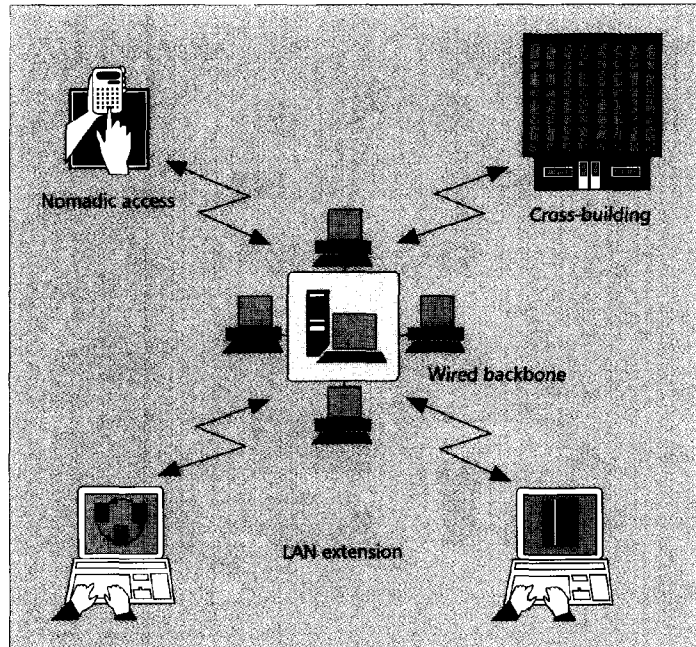 Nomadic access
Cross-building
Wired backbone
LAN extension